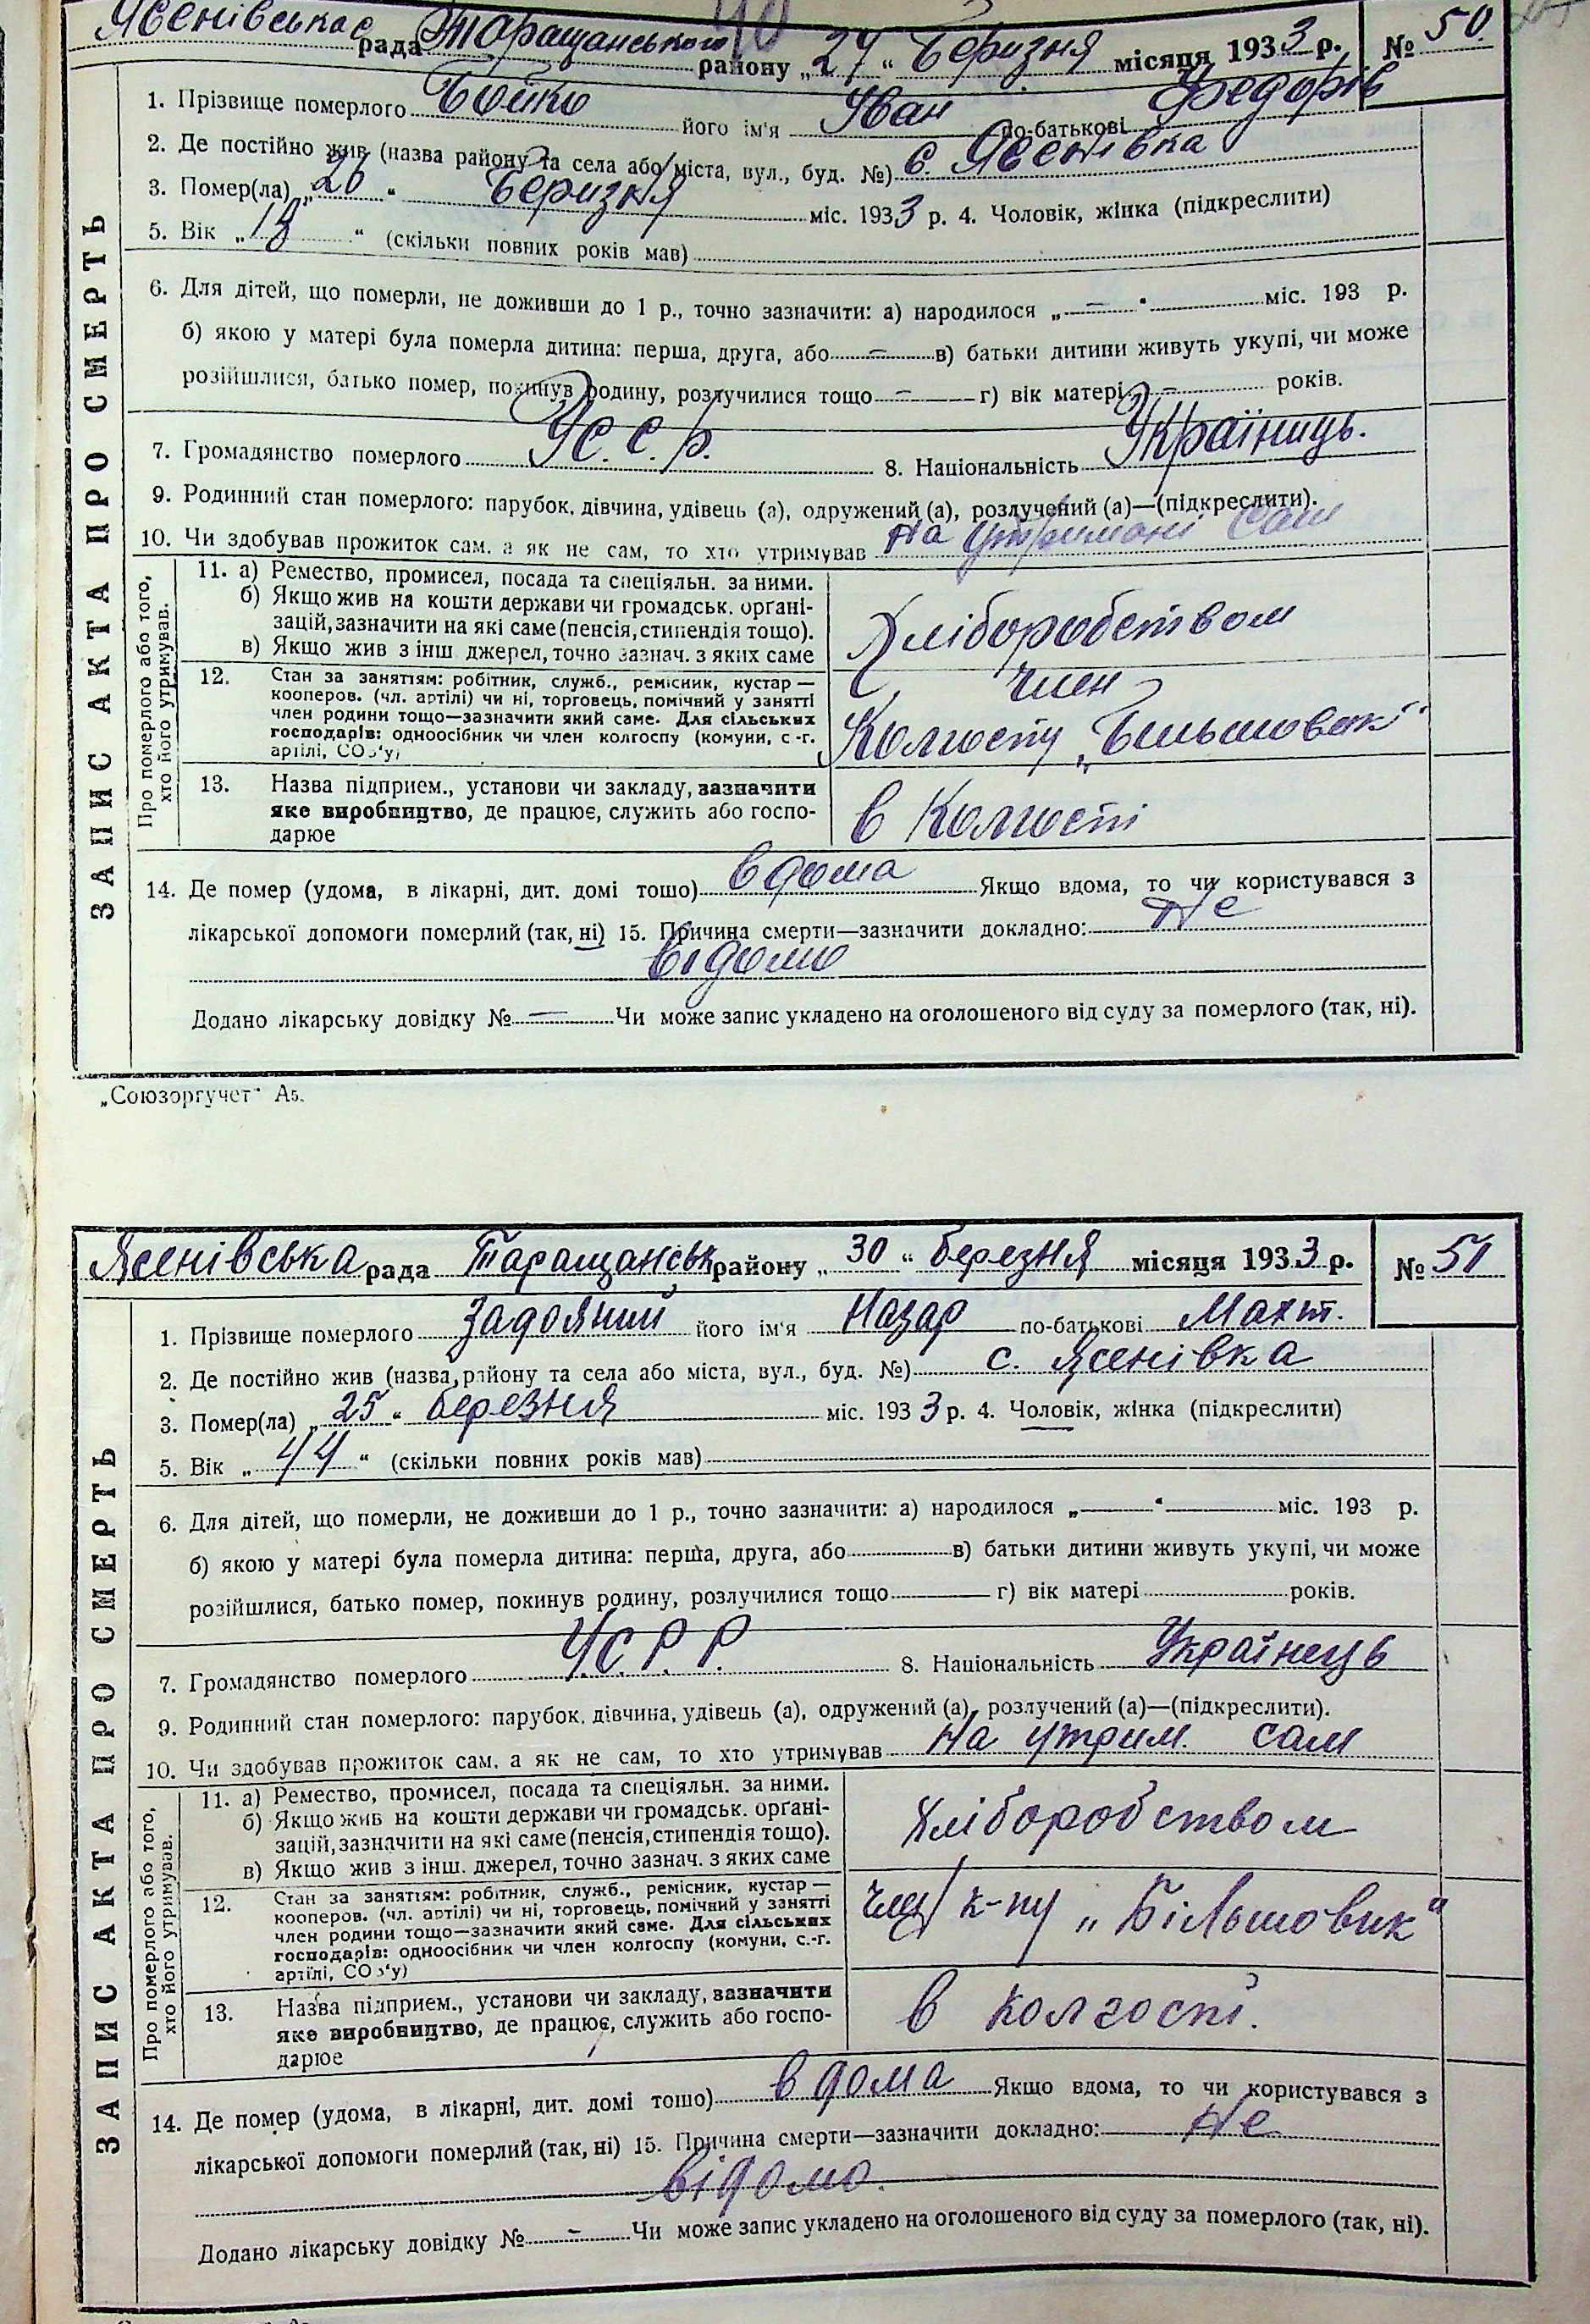 Ясенівська рада Таращанського району „27“ Березня місяця 1933 р. № 50.
ЗАПИС АКТА ПРО СМЕРТЬ
1. Прізвище померлого Бойко його ім'я Іван по-батькові Федорів
2. Де постійно жив (назва району та села або міста, вул., буд. №) с. Ясенівка
3. Помер(ла) „26“ Беризня міс. 1933 р. 4. Чоловік, жінка (підкреслити)
5. Вік „18“ (скільки повних років мав)
6. Для дітей, що померли, не доживши до 1 р., точно зазначити: а) народилося „—“ міс. 193 р.
б) якою у матері була померла дитина: перша, друга, або — в) батьки дитини живуть укупі, чи може
розійшлися, батько помер, покинув родину, розлучилися тощо — г) вік матері — років.
7. Громадянство померлого У.С.С.р. 8. Національність Україниць.
9. Родинний стан померлого: парубок, дівчина, удівець (а), одружений (а), розлучений (а)—(підкреслити).
10. Чи здобував прожиток сам, а як не сам, то хто утримував На утримані сам
Про померлого або того, хто його утримував.
11. а) Ремество, промисел, посада та спеціяльн. за ними.
б) Якщо жив на кошти держави чи громадськ. органі-
зацій, зазначити на які саме (пенсія, стипендія тощо).
в) Якщо жив з інш. джерел, точно зазнач. з яких саме
Хліборобством
12. Стан за заняттям: робітник, служб., ремісник, кустар—
кооперов. (чл. артілі) чи ні, торговець, помічний у занятті
член родини тощо—зазначити який саме. Для сільських
господарів: одноосібник чи член колгоспу (комуни, с.-г.
артілі, СОЗ'у)
член
Колгоспу „Більшовик“
13. Назва підприєм., установи чи закладу, зазначити
яке виробництво, де працює, служить або госпо-
дарює
в Колгоспі
14. Де помер (удома, в лікарні, дит. домі тощо) вдома Якщо вдома, то чи користувався з
лікарської допомоги померлий (так, ні) 15. Причина смерти—зазначити докладно: Не
відомо
Додано лікарську довідку № — Чи може запис укладено на оголошеного від суду за померлого (так, ні).
„Союзоргучет“ А5.
Ясенівська рада Таращанськ району „30“ березня місяця 1933 р. № 51
ЗАПИС АКТА ПРО СМЕРТЬ
1. Прізвище померлого Задояний його ім'я Назар по-батькові Махт.
2. Де постійно жив (назва району та села або міста, вул., буд. №) с. Ясенівка
3. Помер(ла) „25“ березня міс. 1933 р. 4. Чоловік, жінка (підкреслити)
5. Вік „44“ (скільки повних років мав)
6. Для дітей, що померли, не доживши до 1 р., точно зазначити: а) народилося „—“ міс. 193 р.
б) якою у матері була померла дитина: перша, друга, або в) батьки дитини живуть укупі, чи може
розійшлися, батько помер, покинув родину, розлучилися тощо г) вік матері років.
7. Громадянство померлого У.С.Р.Р. 8. Національність Українець
9. Родинний стан померлого: парубок, дівчина, удівець (а), одружений (а), розлучений (а)—(підкреслити).
10. Чи здобував прожиток сам, а як не сам, то хто утримував На утрим. сам
Про померлого або того, хто його утримував.
11. а) Ремество, промисел, посада та спеціяльн. за ними.
б) Якщо жив на кошти держави чи громадськ. органі-
зацій, зазначити на які саме (пенсія, стипендія тощо).
в) Якщо жив з інш. джерел, точно зазнач. з яких саме
Хліборобством
12. Стан за заняттям: робітник, служб., ремісник, кустар—
кооперов. (чл. артілі) чи ні, торговець, помічний у занятті
член родини тощо—зазначити який саме. Для сільських
господарів: одноосібник чи член колгоспу (комуни, с.-г.
артілі, СОЗ'у)
член к-пу „Більшовик“
13. Назва підприєм., установи чи закладу, зазначити
яке виробництво, де працює, служить або госпо-
дарює
в колгоспі.
14. Де помер (удома, в лікарні, дит. домі тощо) вдома Якщо вдома, то чи користувався з
лікарської допомоги померлий (так, ні) 15. Причина смерти—зазначити докладно: Не
відомо.
Додано лікарську довідку № — Чи може запис укладено на оголошеного від суду за померлого (так, ні).